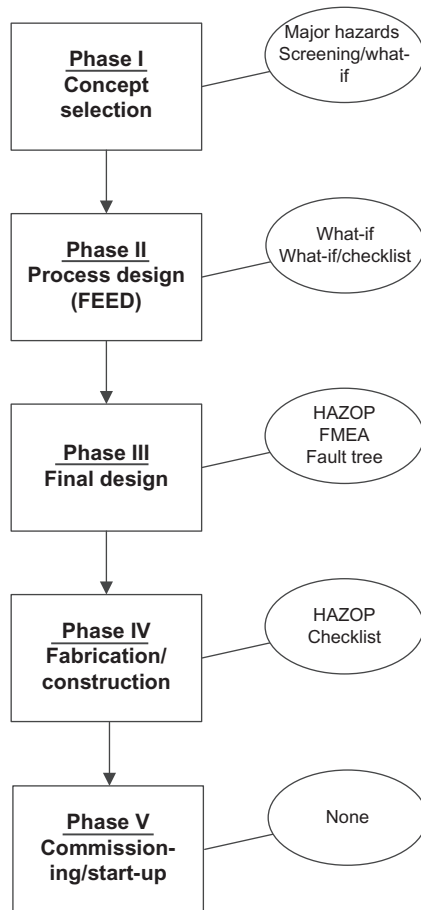 Phase I
Concept
selection
Major hazards
Screening/what-
if
Phase II
Process design
(FEED)
What-if
What-if/checklist
Phase III
Final design
HAZOP
FMEA
Fault tree
Phase IV
Fabrication/
construction
HAZOP
Checklist
Phase V
Commission-
ing/start-up
None